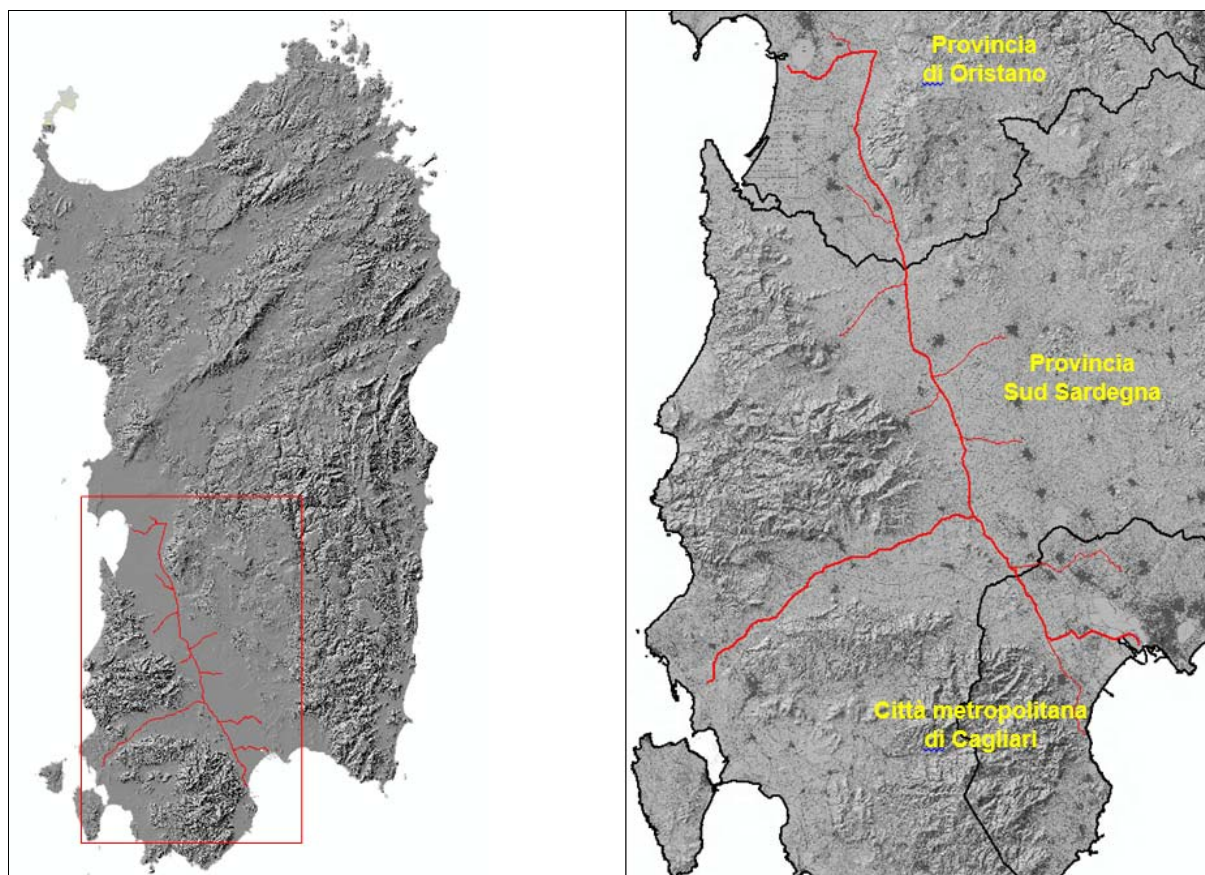 Provincia
di Oristano
Provincia
Sud Sardegna
Città metropolitana
di Cagliari